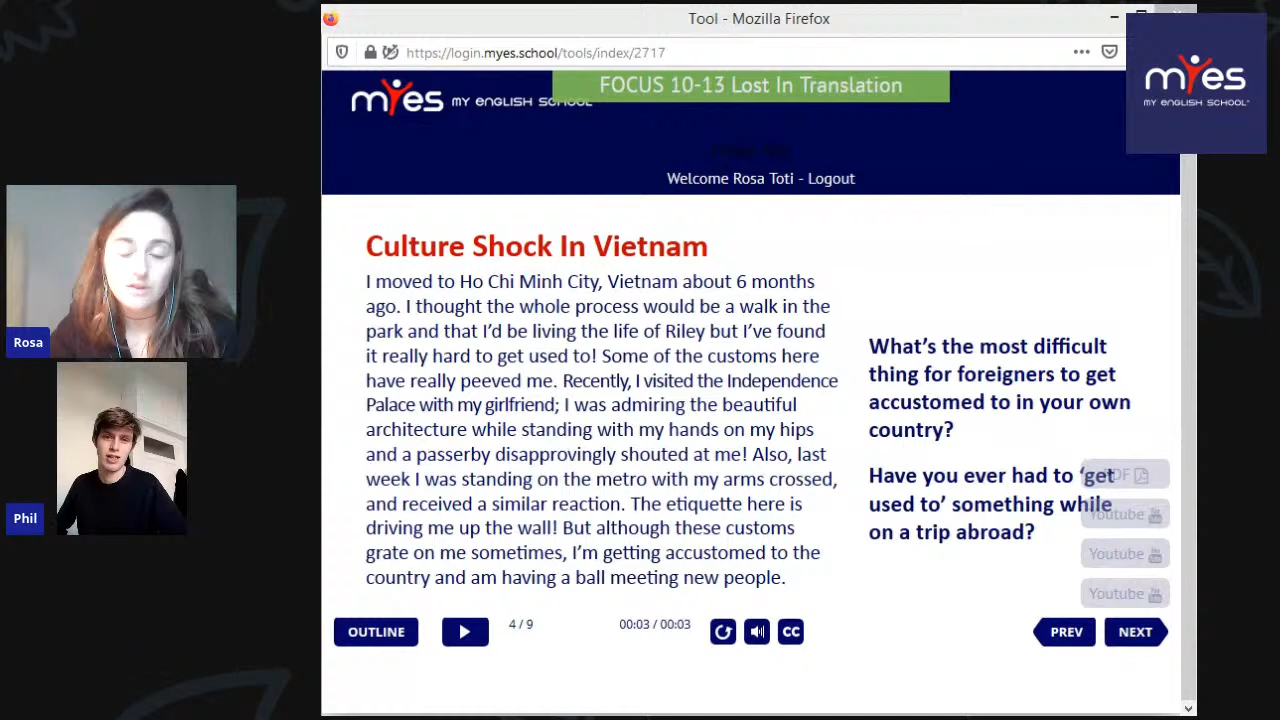 Tool - Mozilla Firefox
https://login.myes.school/tools/index/2717
myes
MY ENGLISH SCHOOL
myes MY ENGLISH SCHOOL
FOCUS 10-13 Lost In Translation
Welcome Rosa Toti - Logout
Rosa
Phil
Culture Shock In Vietnam
I moved to Ho Chi Minh City, Vietnam about 6 months
ago. I thought the whole process would be a walk in the
park and that I'd be living the life of Riley but I've found
it really hard to get used to! Some of the customs here
have really peeved me. Recently, I visited the Independence
Palace with my girlfriend; I was admiring the beautiful
architecture while standing with my hands on my hips
and a passerby disapprovingly shouted at me! Also, last
week I was standing on the metro with my arms crossed,
and received a similar reaction. The etiquette here is
driving me up the wall! But although these customs
grate on me sometimes, I'm getting accustomed to the
country and am having a ball meeting new people.
What's the most difficult
thing for foreigners to get
accustomed to in your own
country?
Have you ever had to 'get
used to' something while
on a trip abroad?
PDF
Youtube
Youtube
Youtube
OUTLINE
4 / 9
00:03 / 00:03
CC
PREV
NEXT